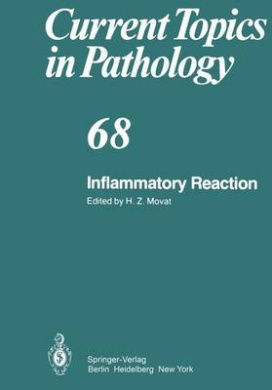 Current Topics
in Pathology
68
Inflammatory Reaction
Edited by H. Z. Movat
Springer-Verlag
Berlin Heidelberg New York